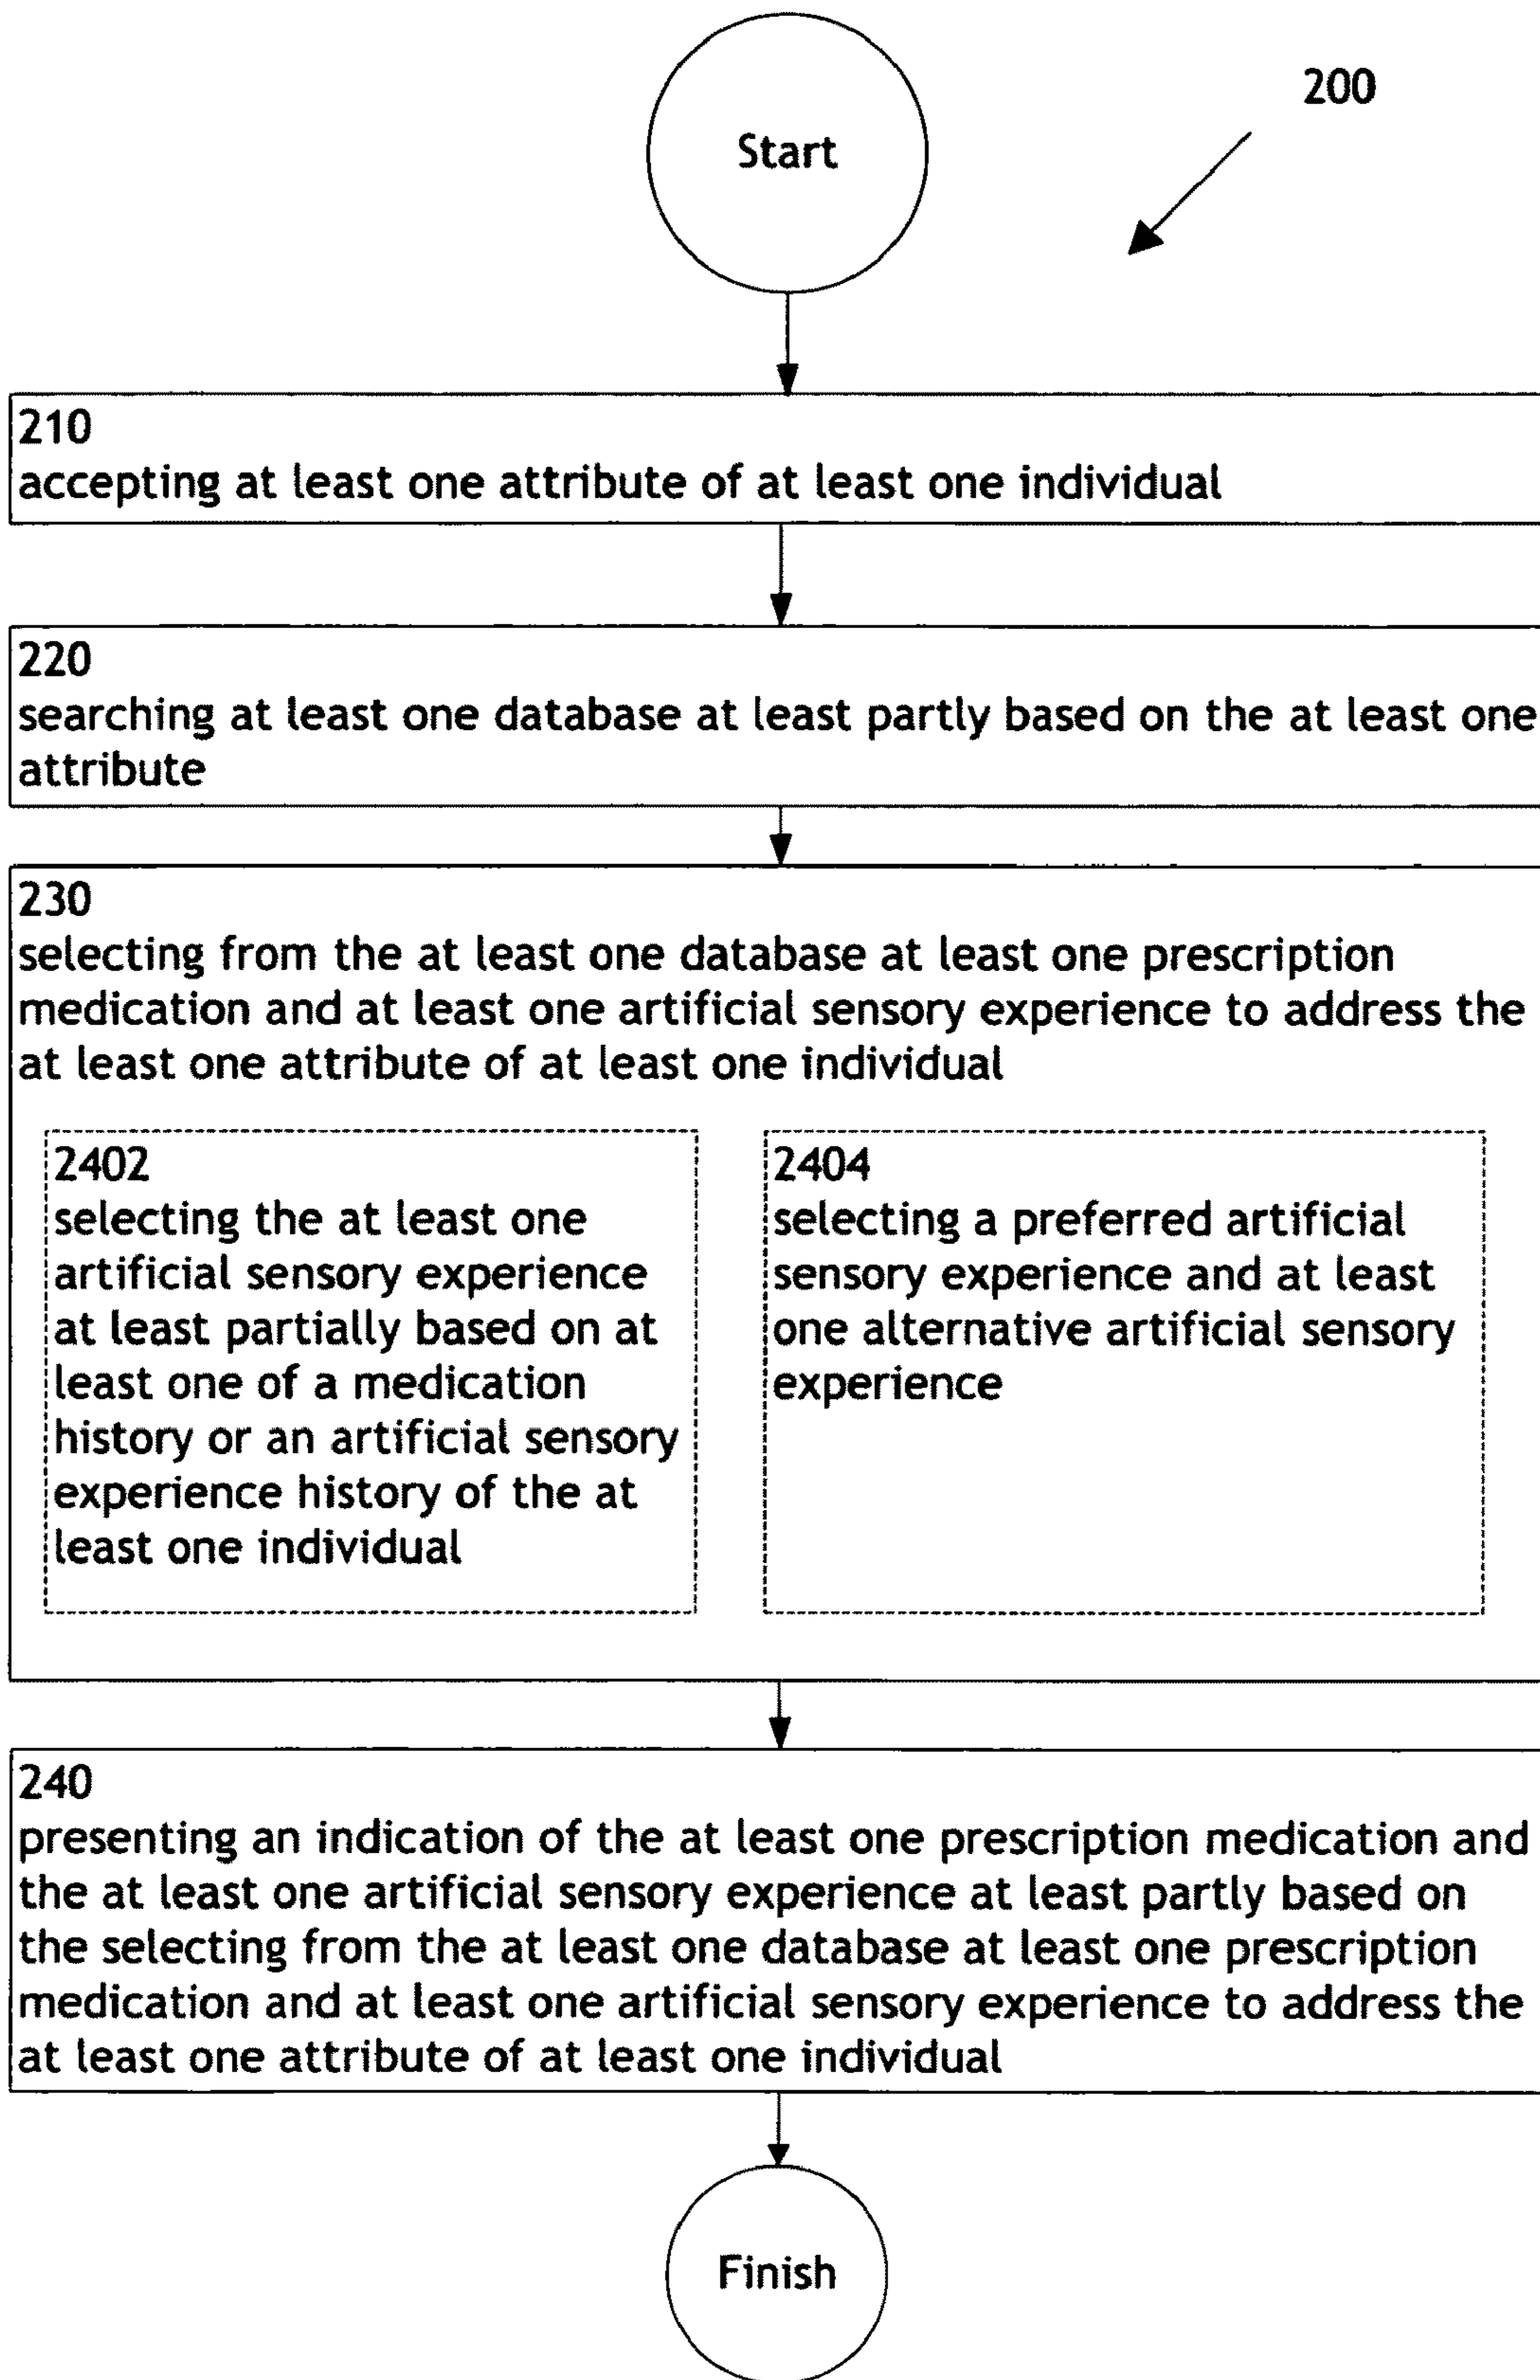 Start
200
210
accepting at least one attribute of at least one individual
220
searching at least one database at least partly based on the at least one
attribute
230
selecting from the at least one database at least one prescription
medication and at least one artificial sensory experience to address the
at least one attribute of at least one individual
2402
selecting the at least one
artificial sensory experience
at least partially based on at
least one of a medication
history or an artificial sensory
experience history of the at
least one individual
2404
selecting a preferred artificial
sensory experience and at least
one alternative artificial sensory
experience
240
presenting an indication of the at least one prescription medication and
the at least one artificial sensory experience at least partly based on
the selecting from the at least one database at least one prescription
medication and at least one artificial sensory experience to address the
at least one attribute of at least one individual
Finish